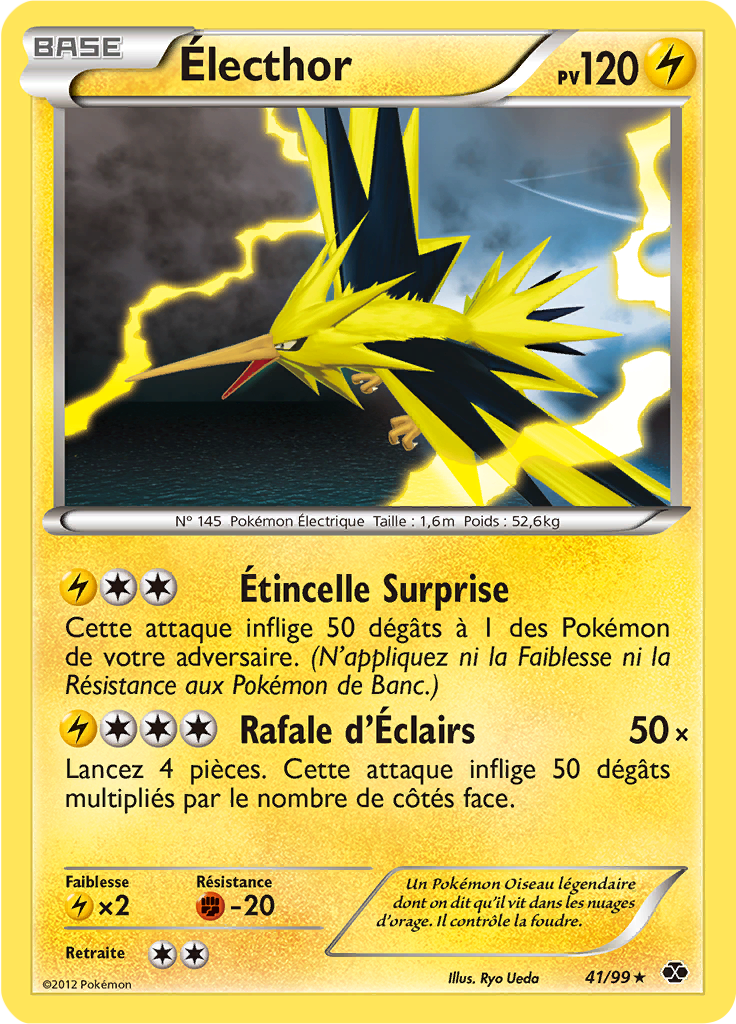 BASE
Électhor
PV120
N° 145 Pokémon Électrique Taille : 1,6m Poids : 52,6kg
Étincelle Surprise
Cette attaque inflige 50 dégâts à 1 des Pokémon
de votre adversaire. (N'appliquez ni la Faiblesse ni la
Résistance aux Pokémon de Banc.)
Rafale d'Éclairs 50×
Lancez 4 pièces. Cette attaque inflige 50 dégâts
multipliés par le nombre de côtés face.
Faiblesse
×2
Résistance
-20
Retraite
Un Pokémon Oiseau légendaire
dont on dit qu'il vit dans les nuages
d'orage. Il contrôle la foudre.
©2012 Pokémon
Illus. Ryo Ueda
41/99 ★